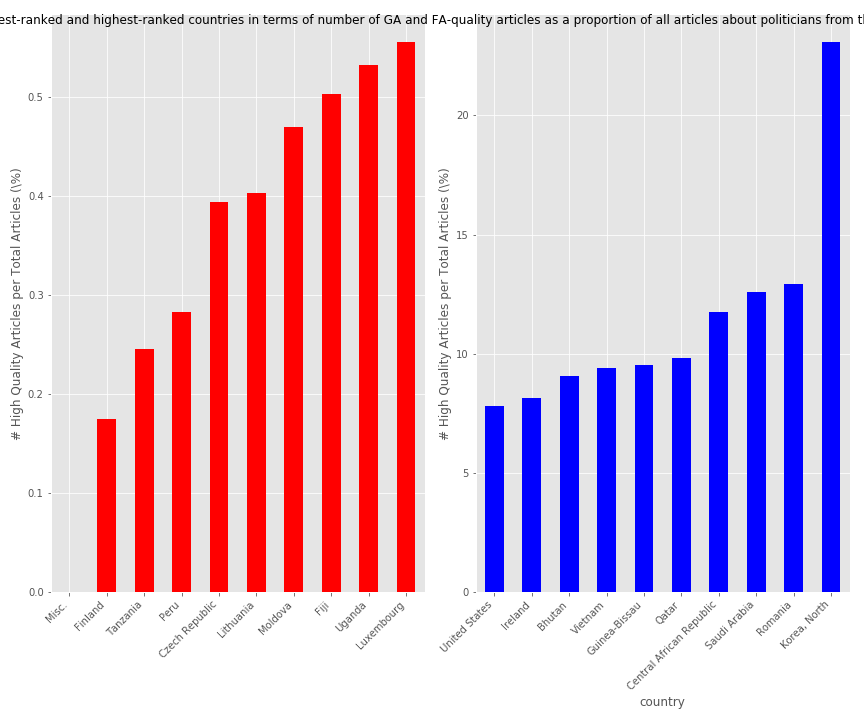 est-ranked and highest-ranked countries in terms of number of GA and FA-quality articles as a proportion of all articles about politicians from
# High Quality Articles per Total Articles (\%)
0.5
0.4
0.3
0.2
0.1
0.0
Misc.
Finland
Tanzania
Peru
Czech Republic
Lithuania
Moldova
Fiji
Uganda
Luxembourg
# High Quality Articles per Total Articles (\%)
20
15
10
5
0
United States
Ireland
Bhutan
Vietnam
Guinea-Bissau
Qatar
Central African Republic
Saudi Arabia
Romania
Korea, North
country